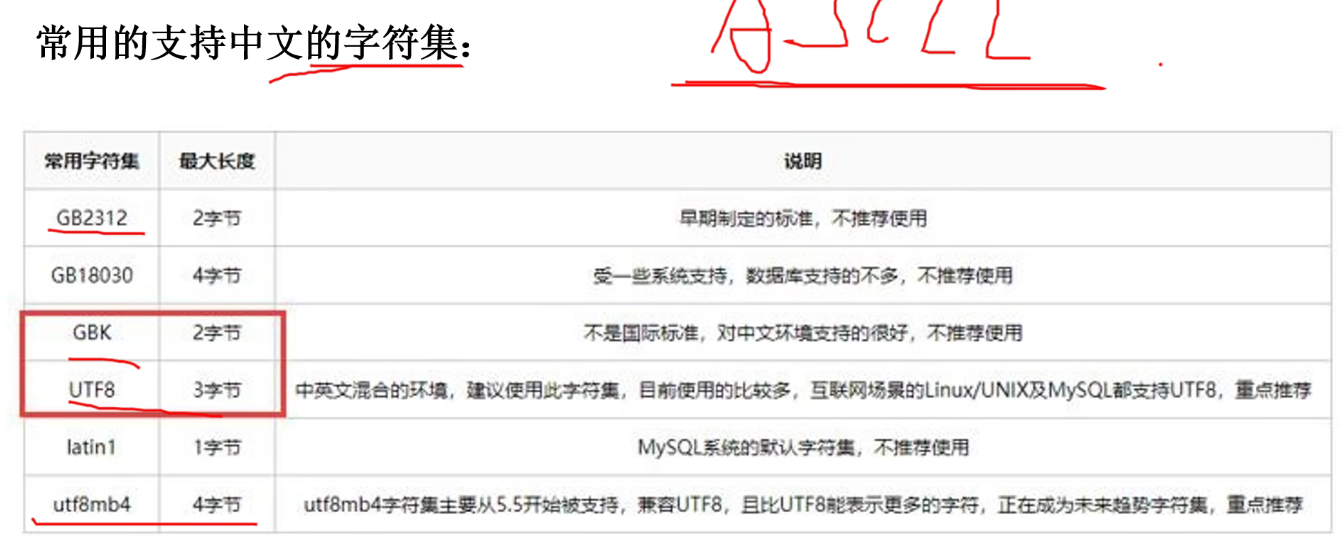 常用的支持中文的字符集：
ASCLL
常用字符集 最大长度 说明
GB2312 2字节 早期制定的标准，不推荐使用
GB18030 4字节 受一些系统支持，数据库支持的不多，不推荐使用
GBK 2字节 不是国际标准，对中文环境支持的很好，不推荐使用
UTF8 3字节 中英文混合的环境，建议使用此字符集，目前使用的比较多，互联网场景的Linux/UNIX及MySQL都支持UTF8，重点推荐
latin1 1字节 MySQL系统的默认字符集，不推荐使用
utf8mb4 4字节 utf8mb4字符集主要从5.5开始被支持，兼容UTF8，且比UTF8能表示更多的字符，正在成为未来趋势字符集，重点推荐